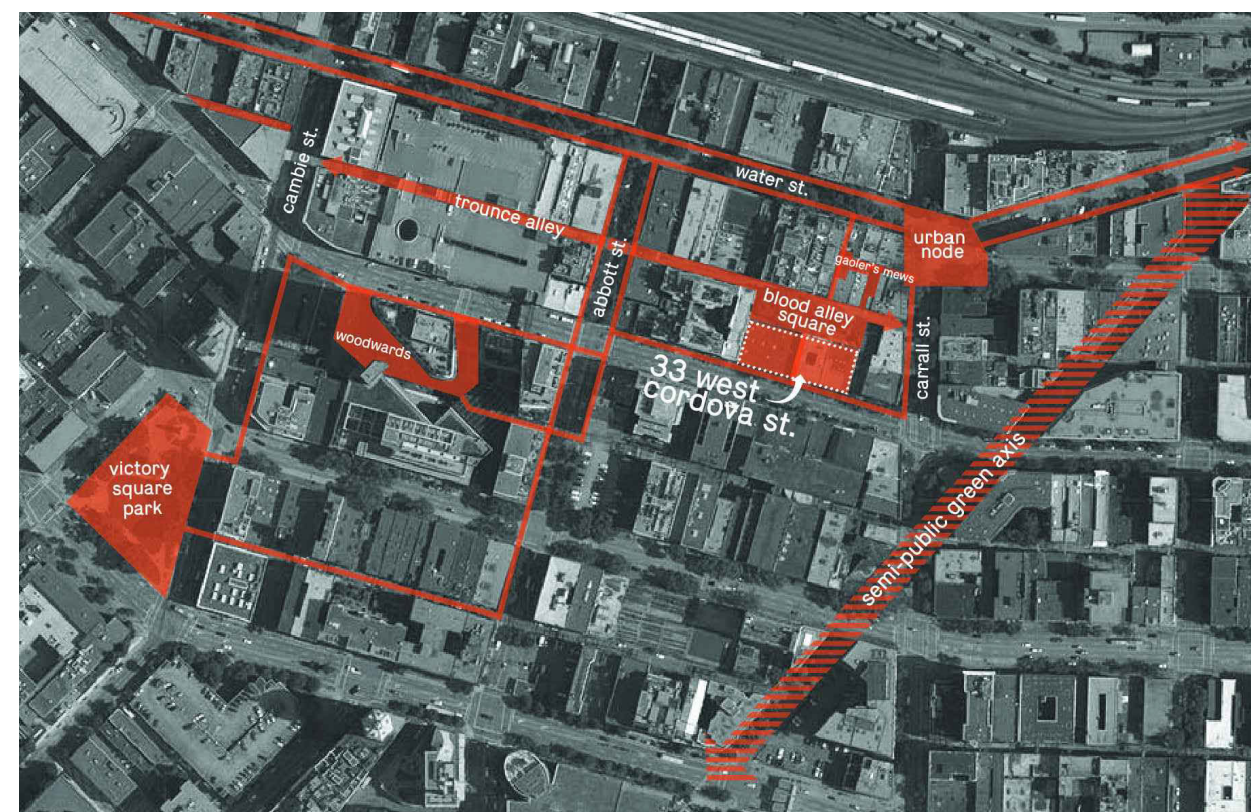 cambie st.
water st.
trounce alley
abbott st.
urban
node
gaoler's mews
blood alley
square
carrall st.
woodwards
33 west
cordova st.
victory
square
park
semi-public green axis